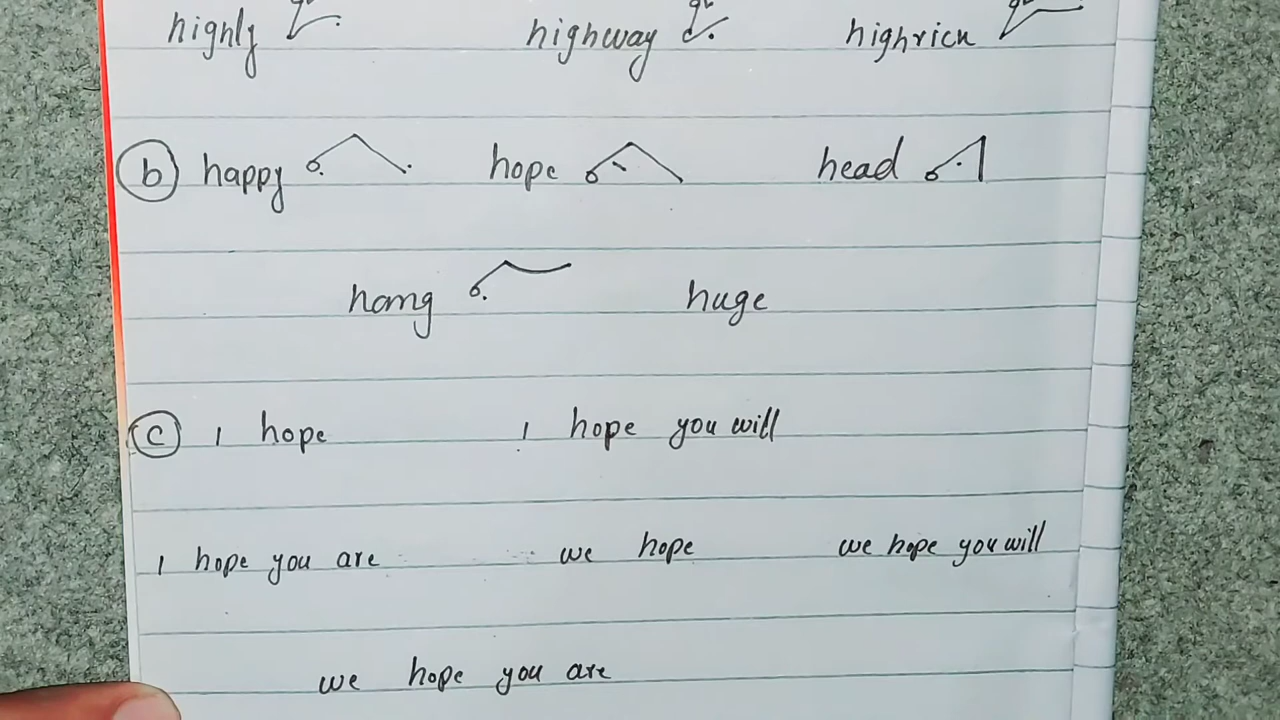 highly highway highrick
b happy hope head
hang huge
c I hope I hope you will
I hope you are we hope we hope you will
we hope you are